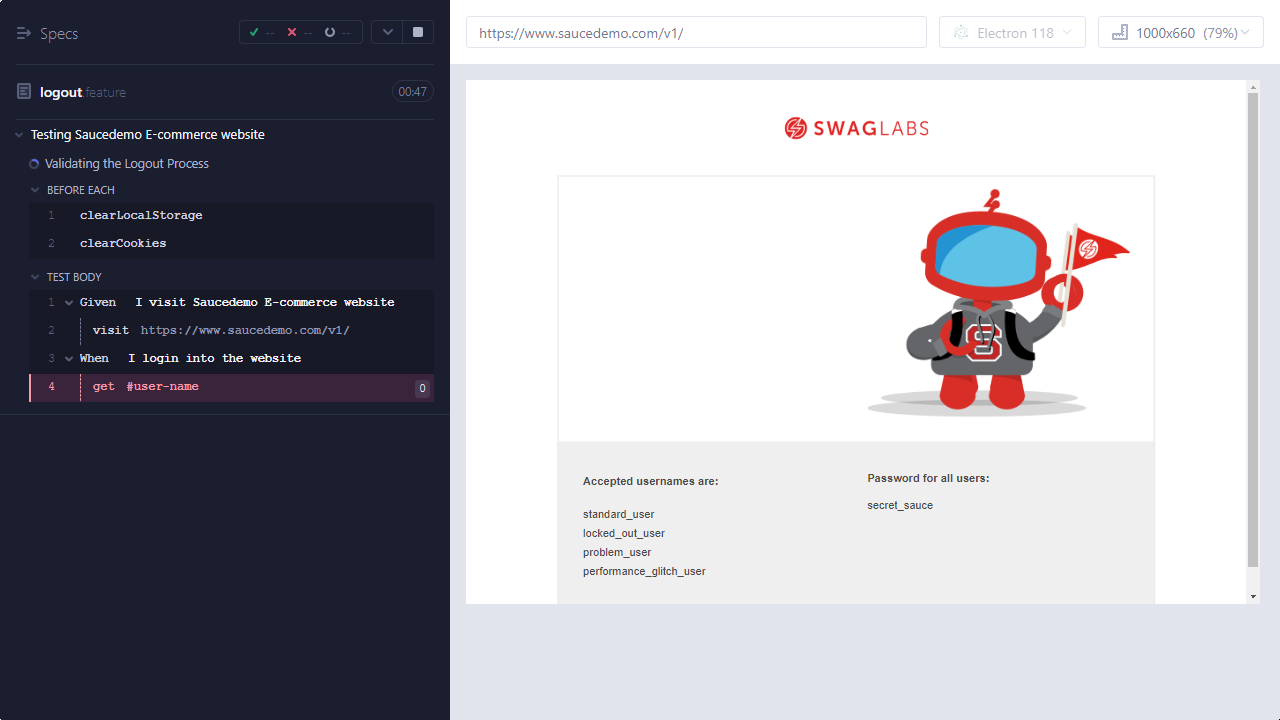 Specs
-- -- --
logout.feature
00:47
Testing Saucedemo E-commerce website
Validating the Logout Process
BEFORE EACH
1 clearLocalStorage
2 clearCookies
TEST BODY
1 Given I visit Saucedemo E-commerce website
2 visit https://www.saucedemo.com/v1/
3 When I login into the website
4 get #user-name 0
https://www.saucedemo.com/v1/
Electron 118
1000x660 (79%)
SWAGLABS
S
Accepted usernames are:
standard_user
locked_out_user
problem_user
performance_glitch_user
Password for all users:
secret_sauce